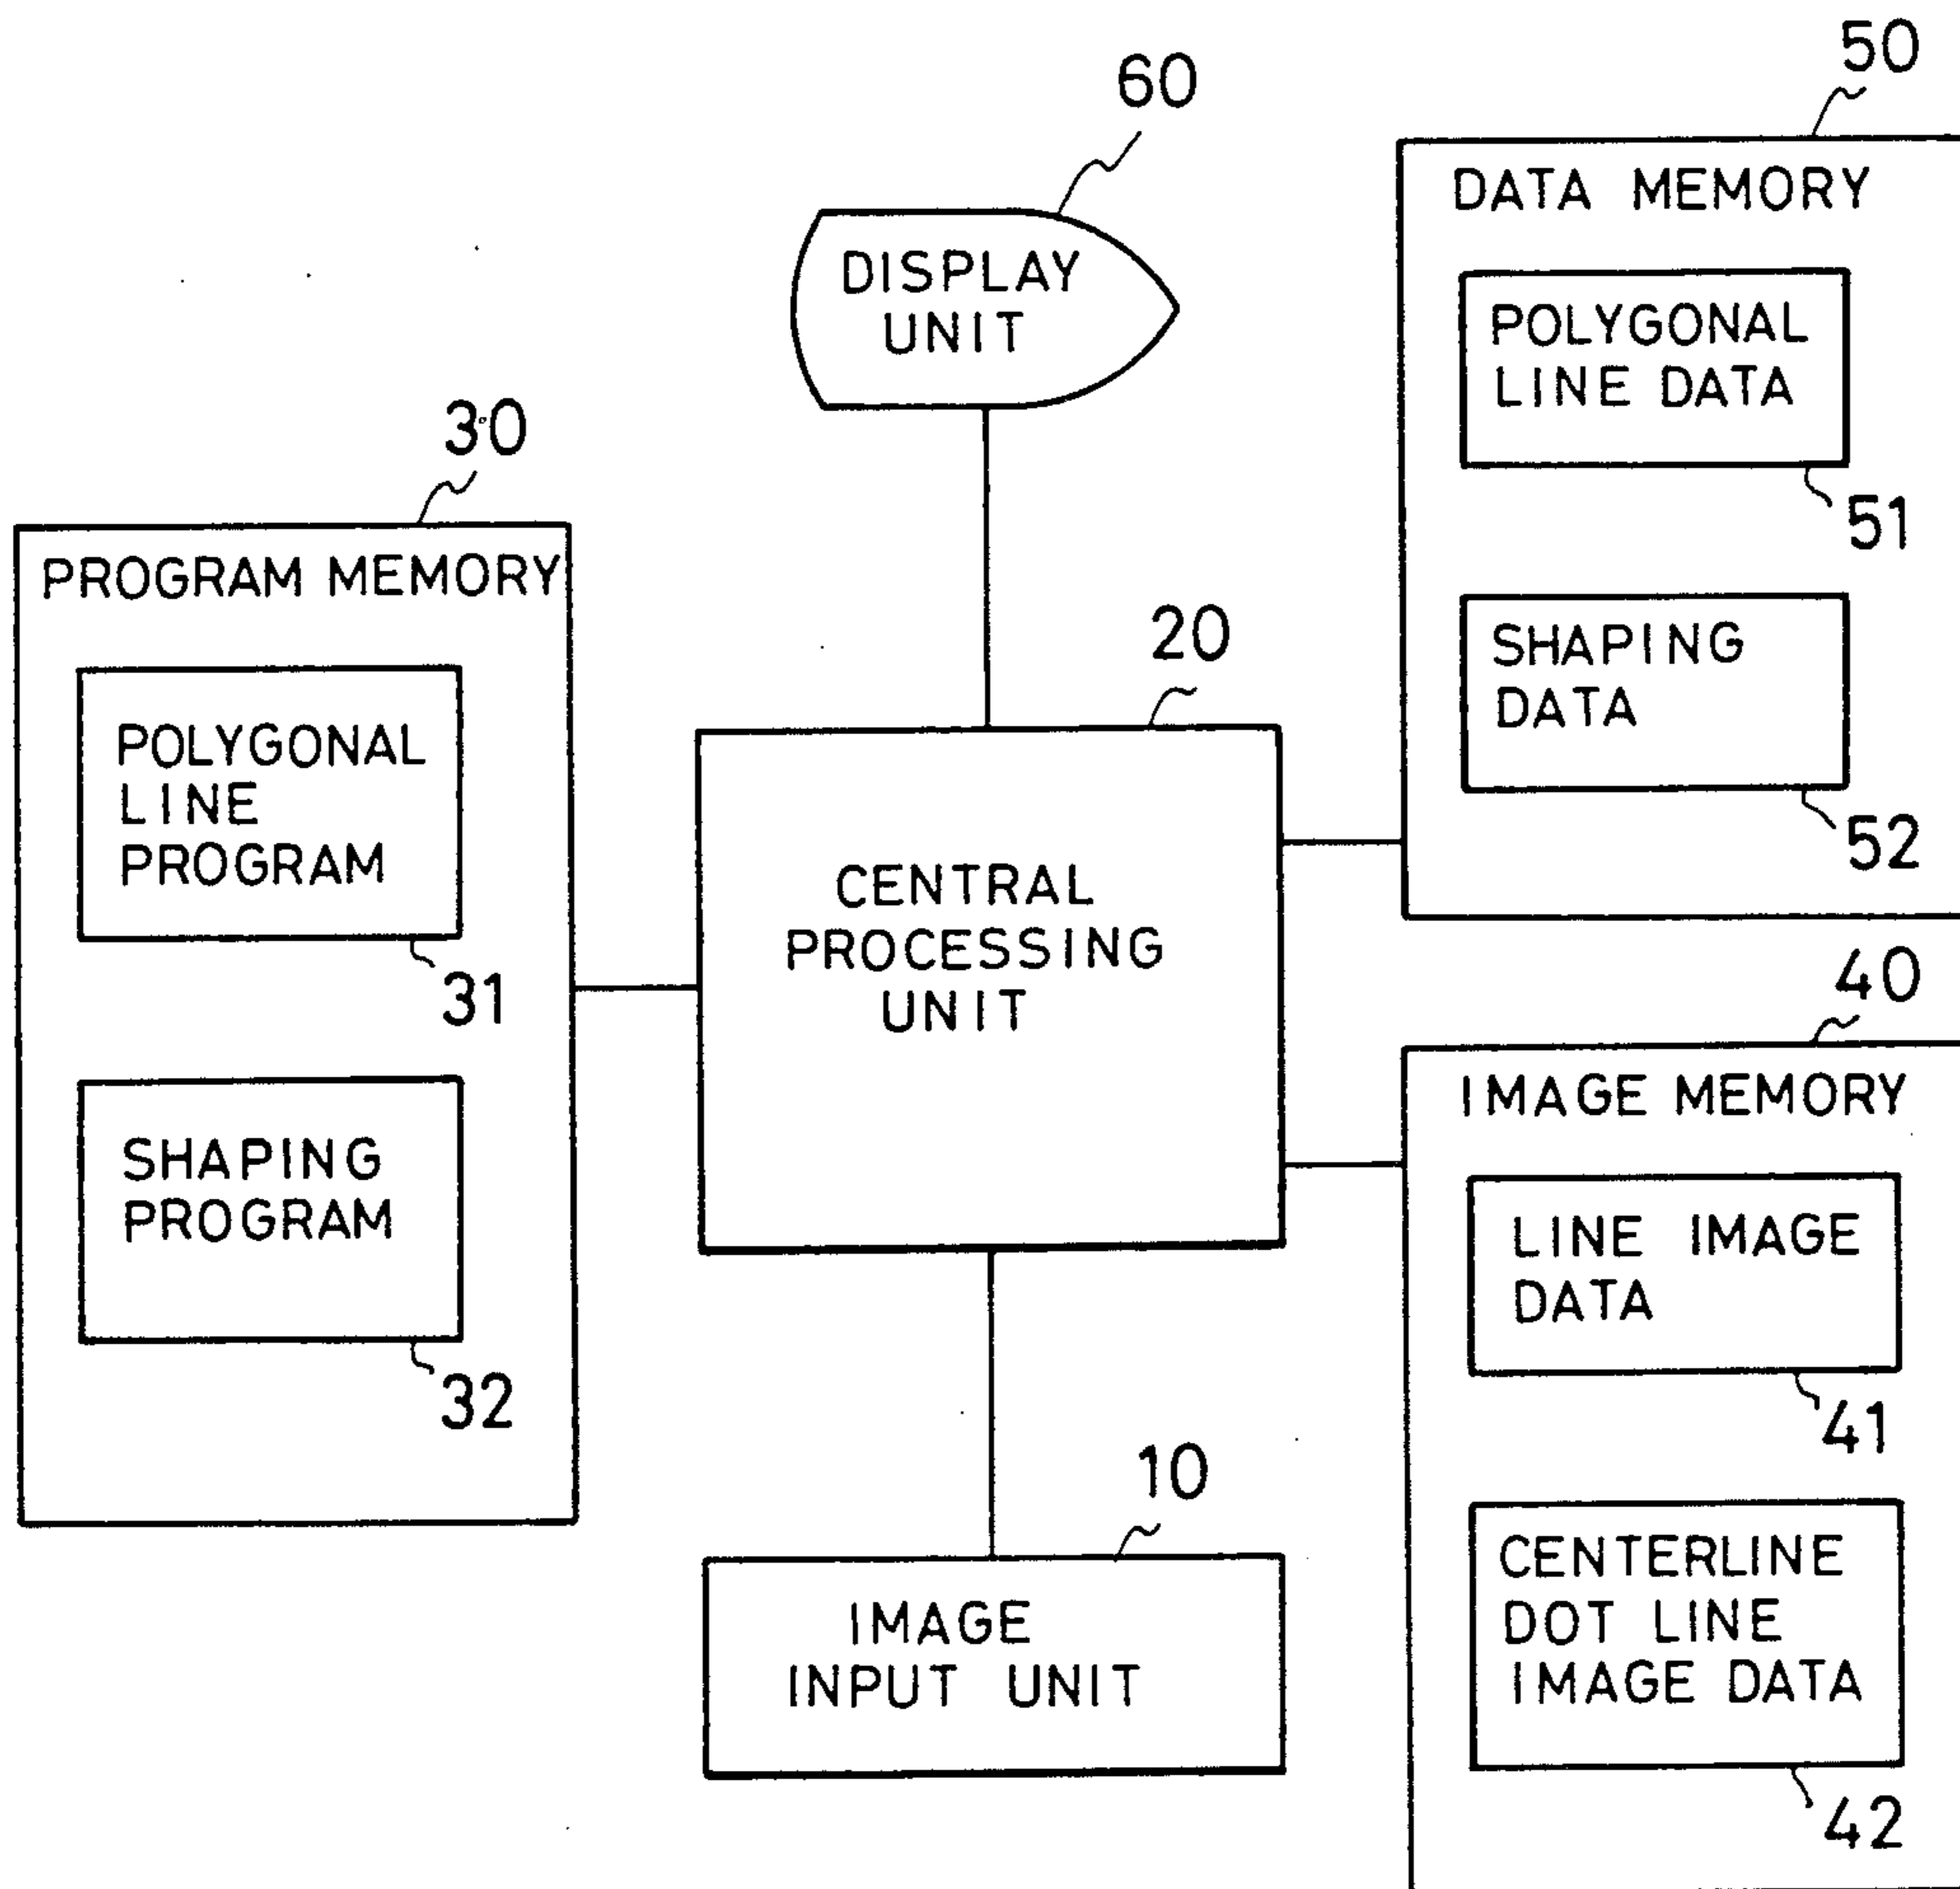 60
DISPLAY
UNIT
50
DATA MEMORY
POLYGONAL
LINE DATA
51
SHAPING
DATA
52
30
PROGRAM MEMORY
POLYGONAL
LINE
PROGRAM
31
SHAPING
PROGRAM
32
20
CENTRAL
PROCESSING
UNIT
40
IMAGE MEMORY
LINE IMAGE
DATA
41
CENTERLINE
DOT LINE
IMAGE DATA
42
10
IMAGE
INPUT UNIT